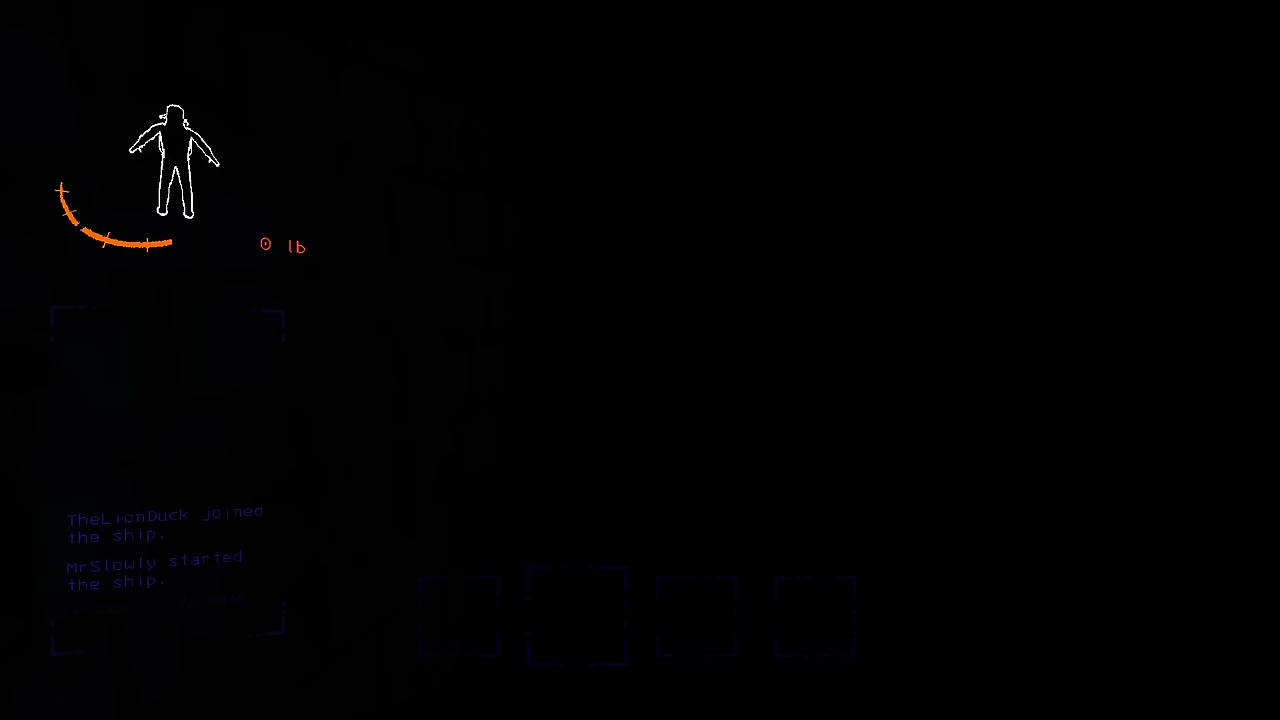 0 lb
TheLionDuck joined
the ship.
MrSlowly started
the ship.